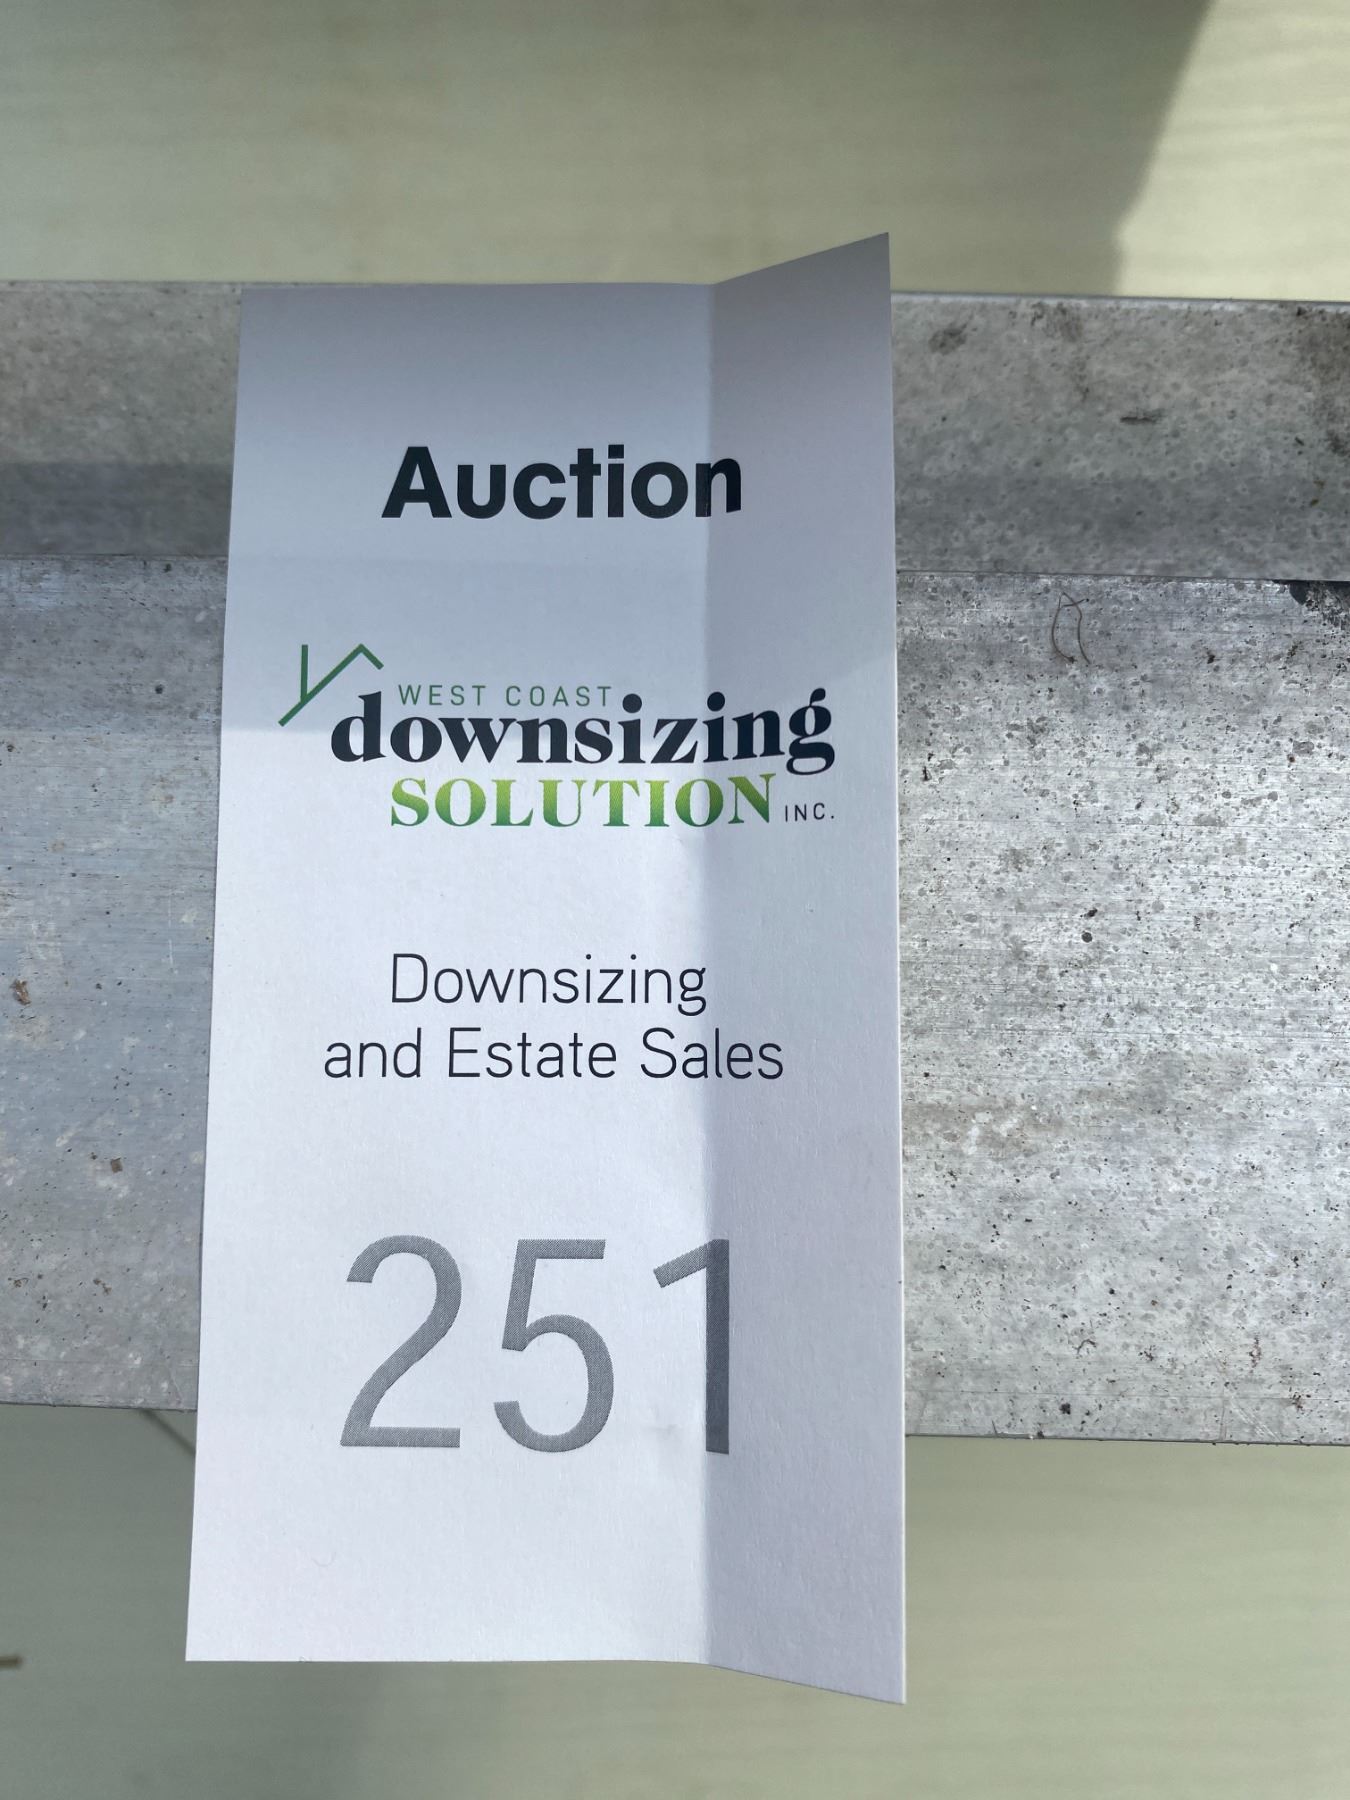 Auction
WEST COAST
downsizing
SOLUTION INC.
Downsizing
and Estate Sales
251